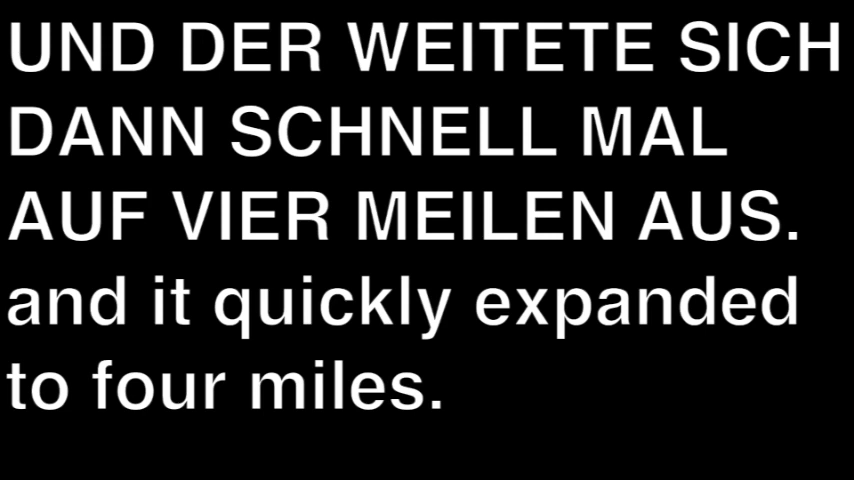 UND DER WEITETE SICH
DANN SCHNELL MAL
AUF VIER MEILEN AUS.
and it quickly expanded
to four miles.